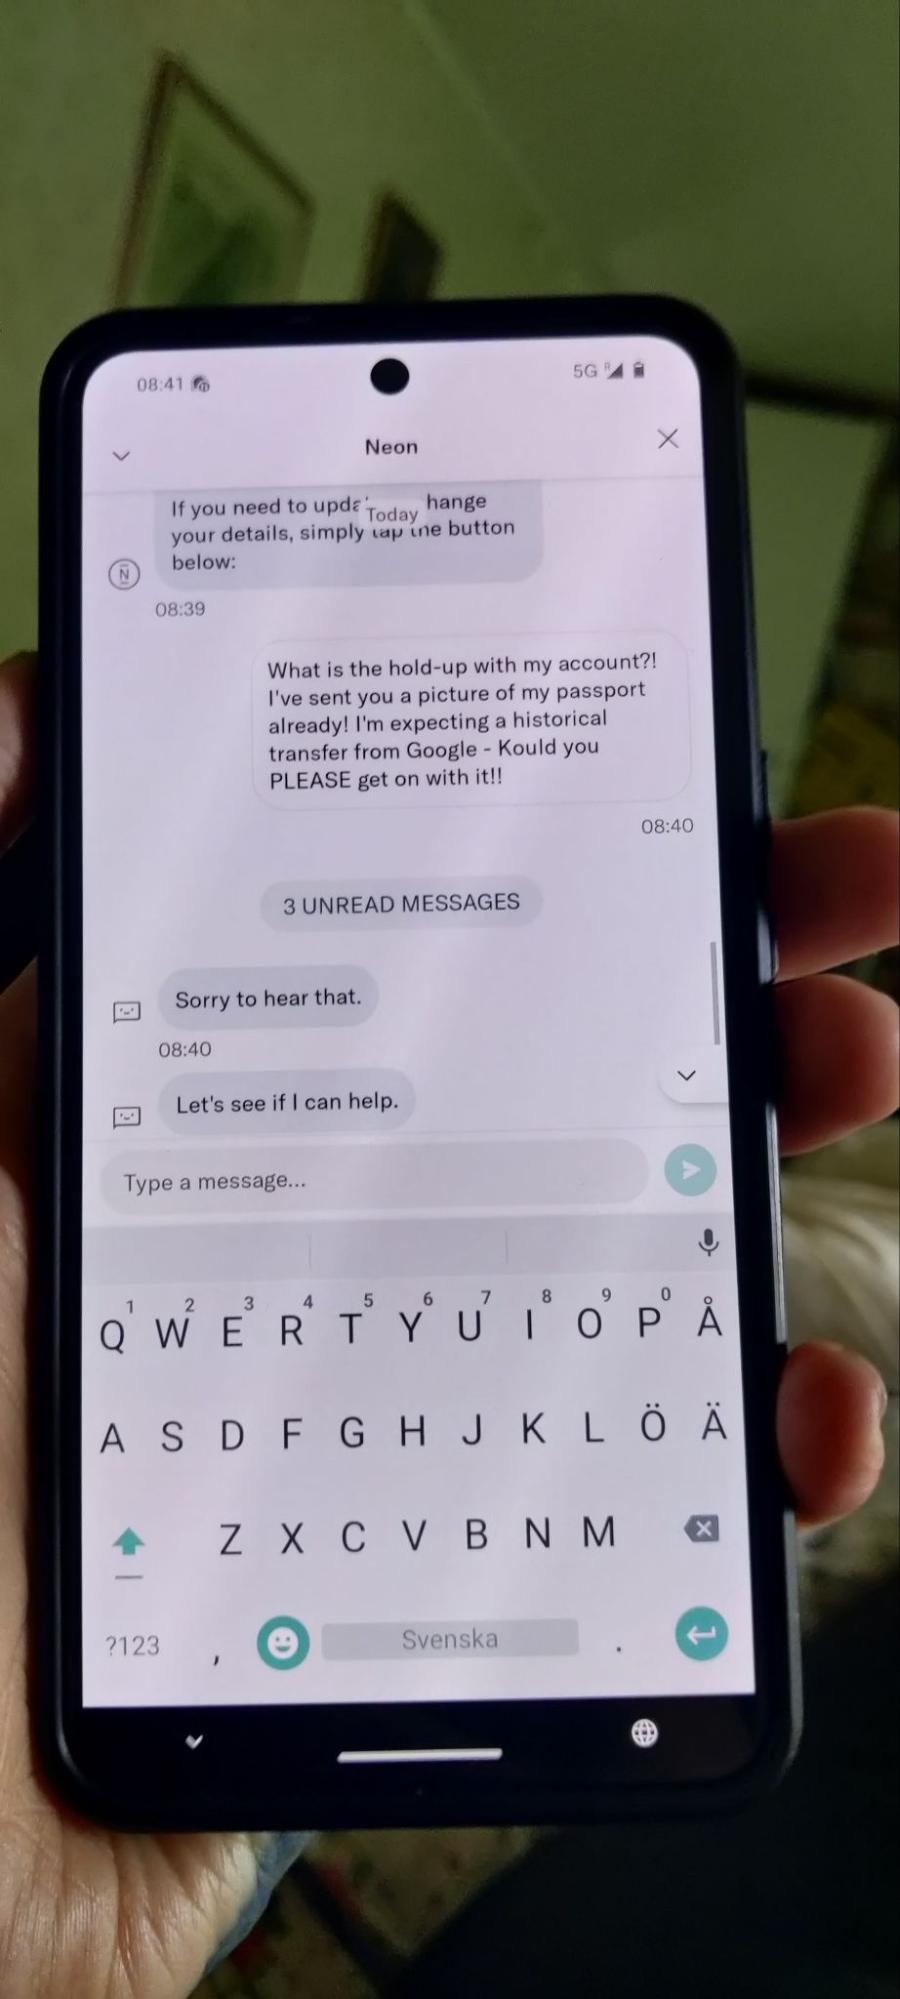 08:41
5G R
Neon
If you need to upda hange
Today
your details, simply tap the button
below:
N
08:39
What is the hold-up with my account?!
I've sent you a picture of my passport
already! I'm expecting a historical
transfer from Google - Kould you
PLEASE get on with it!!
08:40
3 UNREAD MESSAGES
Sorry to hear that.
08:40
Let's see if I can help.
Type a message...
1 2 3 4 5 6 7 8 9 0
Q W E R T Y U I O P Å
A S D F G H J K L Ö Ä
Z X C V B N M
?123 , Svenska .